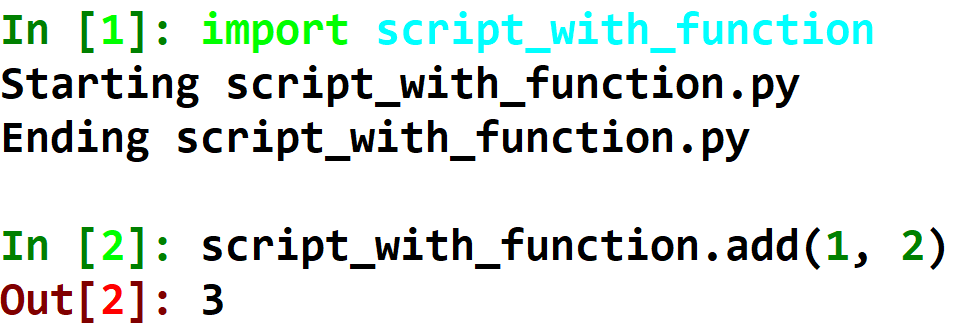 In [1]: import script_with_function
Starting script_with_function.py
Ending script_with_function.py
In [2]: script_with_function.add(1, 2)
Out[2]: 3